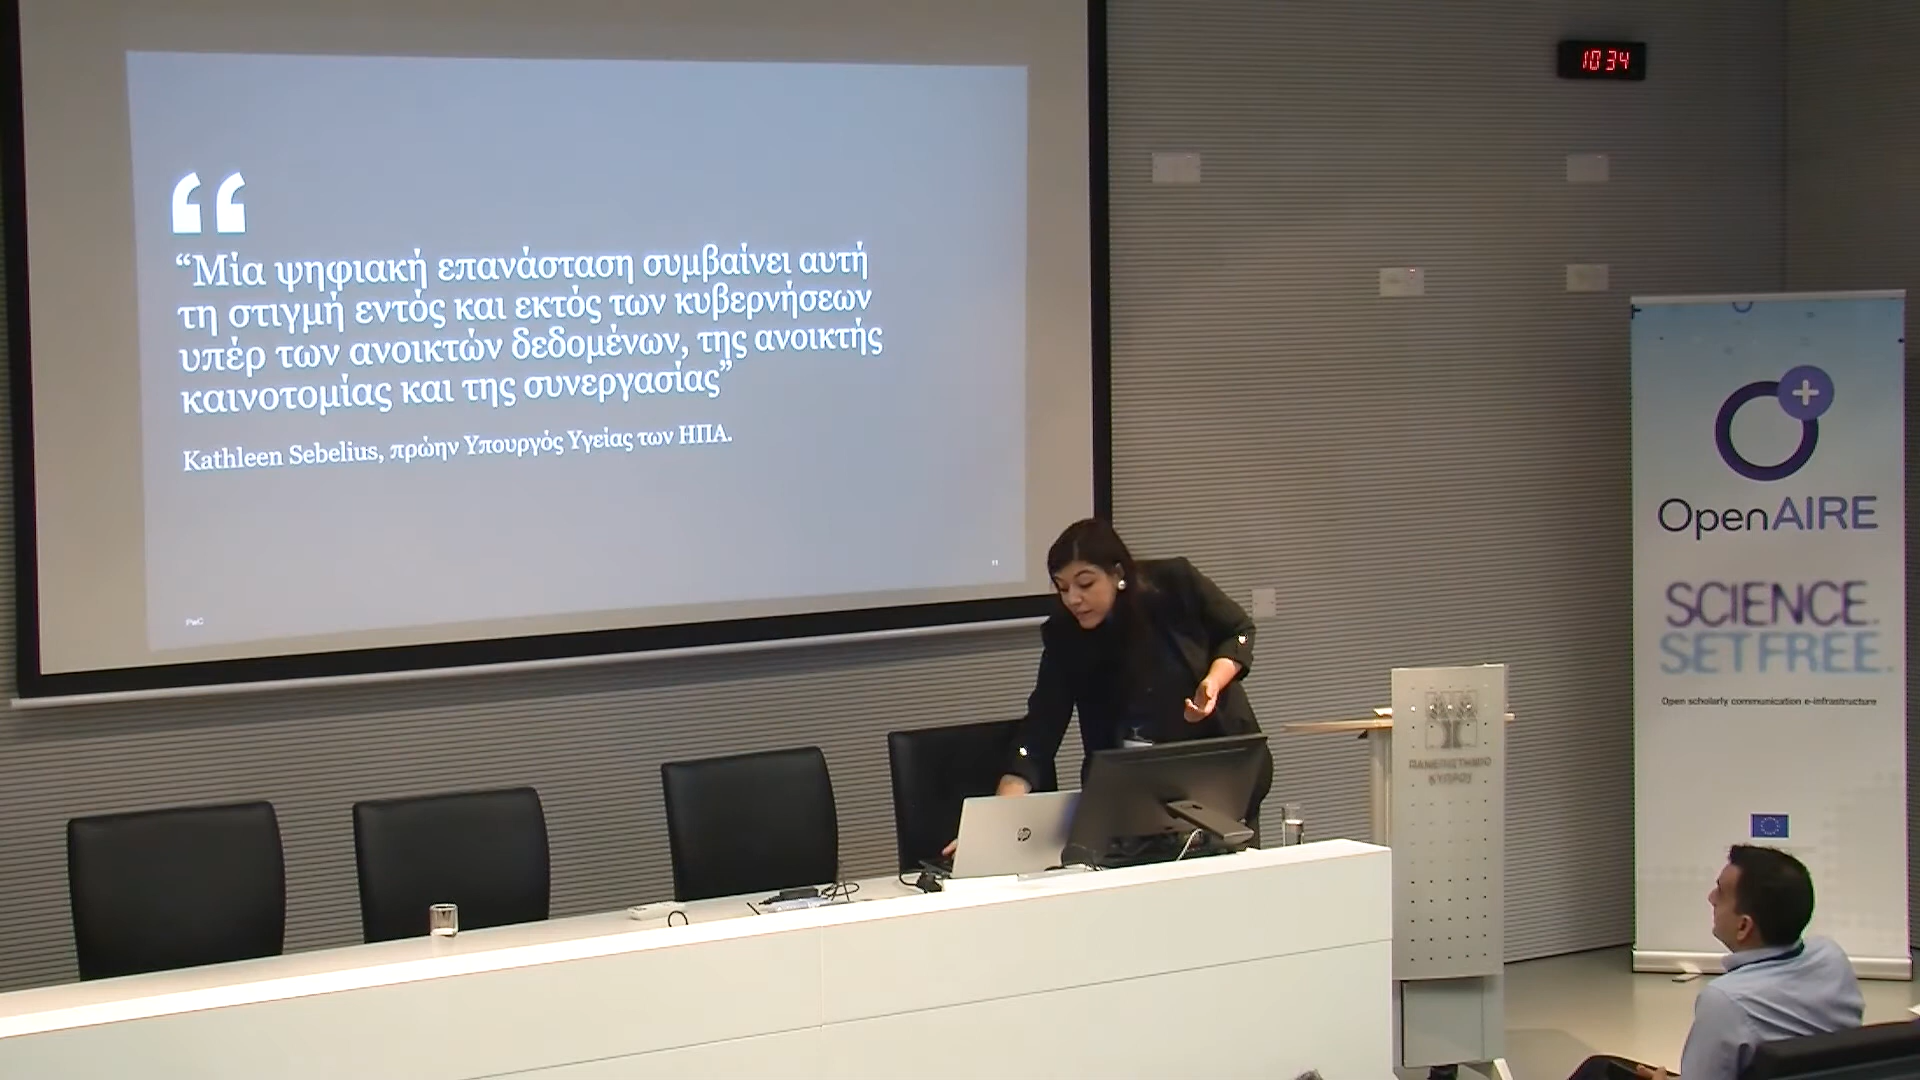 “
“Μία ψηφιακή επανάσταση συμβαίνει αυτή
τη στιγμή εντός και εκτός των κυβερνήσεων
υπέρ των ανοικτών δεδομένων, της ανοικτής
καινοτομίας και της συνεργασίας”
Kathleen Sebelius, πρώην Υπουργός Υγείας των ΗΠΑ.
PwC
11
10 34
OpenAIRE
SCIENCE.
SET FREE.
Open scholarly communication e-infrastructure
ΠΑΝΕΠΙΣΤΗΜΙΟ
ΚΥΠΡΟΥ
hp